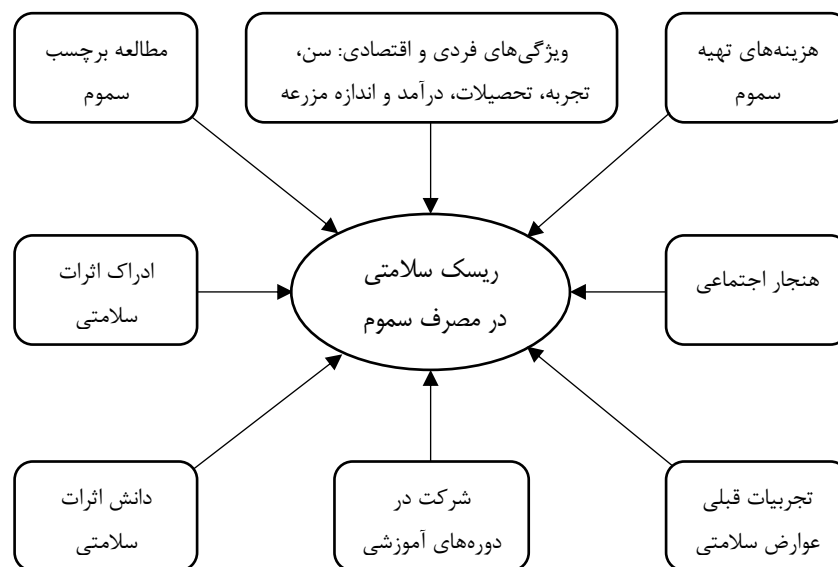 هزینه‌های تهیه
سموم
ویژگی‌های فردی و اقتصادی: سن،
تجربه، تحصیلات، درآمد و اندازه مزرعه
مطالعه برچسب
سموم
هنجار اجتماعی
ریسک سلامتی
در مصرف سموم
ادراک اثرات
سلامتی
تجربیات قبلی
عوارض سلامتی
شرکت در
دوره‌های آموزشی
دانش اثرات
سلامتی